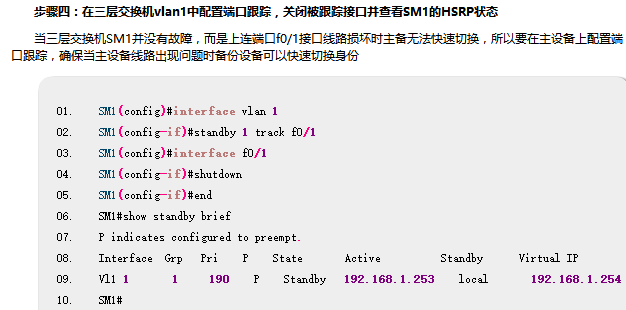 步骤四：在三层交换机vlan1中配置端口跟踪，关闭被跟踪接口并查看SM1的HSRP状态
当三层交换机SM1并没有故障，而是上连端口f0/1接口线路损坏时主备无法快速切换，所以要在主设备上配置端
口跟踪，确保当主设备线路出现问题时备份设备可以快速切换身份
01. SM1(config)#interface vlan 1
02. SM1(config-if)#standby 1 track f0/1
03. SM1(config-if)#interface f0/1
04. SM1(config-if)#shutdown
05. SM1(config-if)#end
06. SM1#show standby brief
07. P indicates configured to preempt.
08. Interface Grp Pri P State Active Standby Virtual IP
09. Vl1 1 1 190 P Standby 192.168.1.253 local 192.168.1.254
10. SM1#